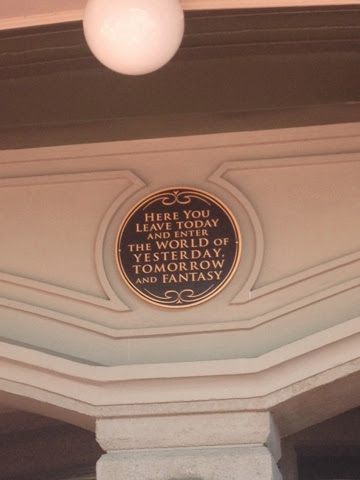 HERE YOU
LEAVE TODAY
AND ENTER
THE WORLD OF
YESTERDAY,
TOMORROW
AND FANTASY